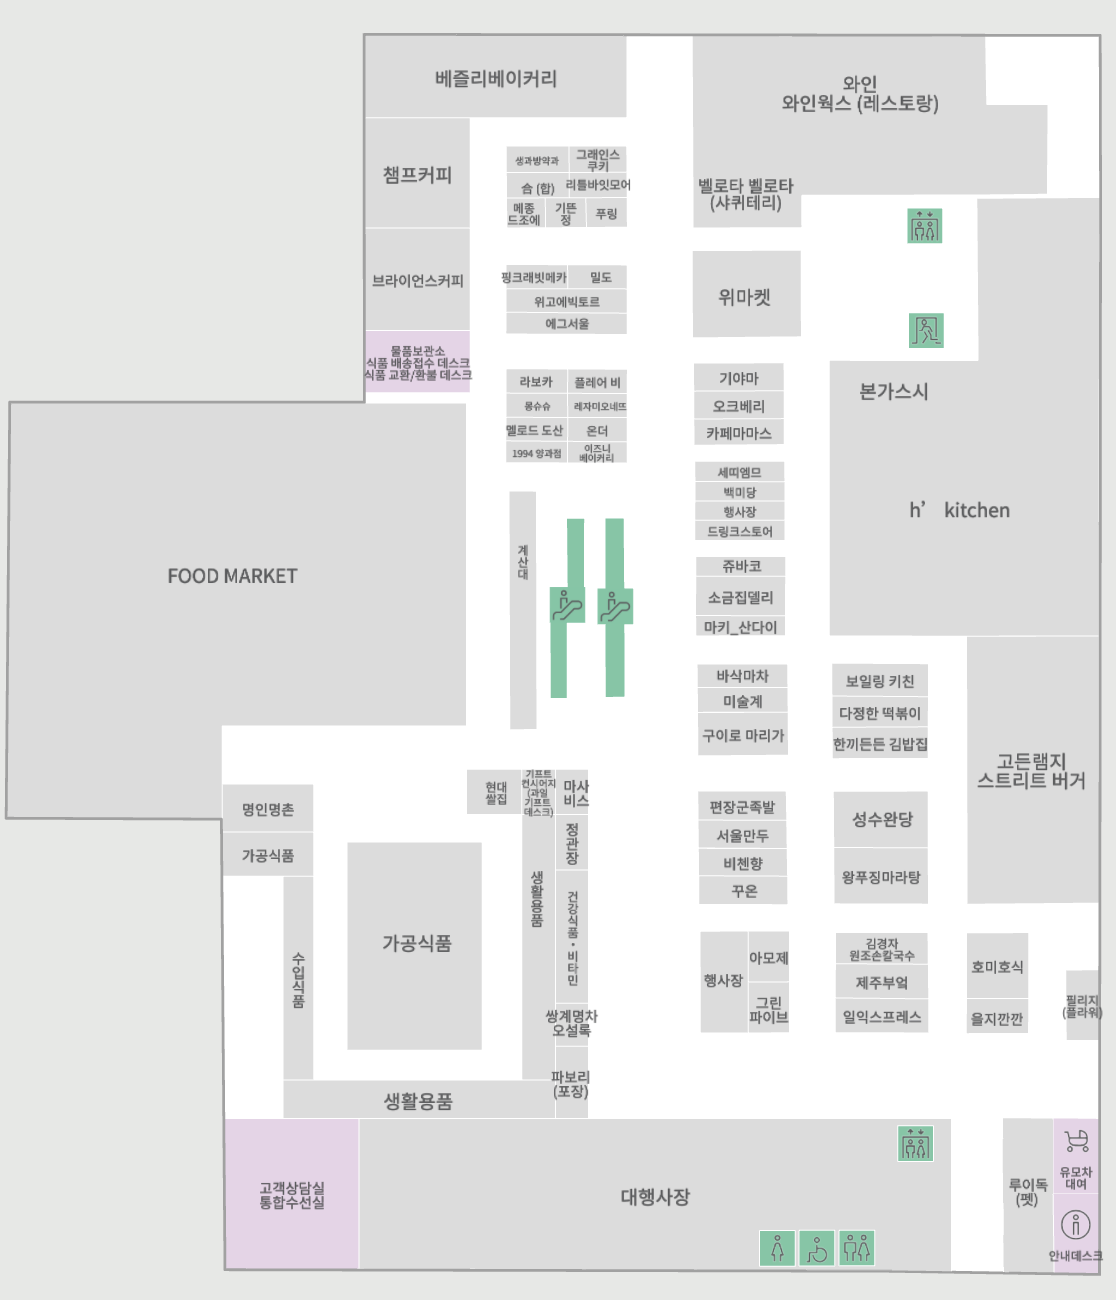 베즐리베이커리
와인
와인웍스 (레스토랑)
챔프커피
생과방약과
그래인스
쿠키
合 (합)
리틀바잇모어
메종
드조에
기뜬
정
푸링
벨로타 벨로타
(샤퀴테리)
브라이언스커피
핑크래빗메카
밀도
위고에빅토르
에그서울
위마켓
물품보관소
식품 배송접수 데스크
식품 교환/환불 데스크
라보카
플레어 비
몽슈슈
레자미오네뜨
멜로드 도산
온더
1994 양과점
이즈니
베이커리
기야마
오크베리
카페마마스
본가스시
세띠엠므
백미당
행사장
드링크스토어
h’ kitchen
계산대
FOOD MARKET
쥬바코
소금집델리
마키_산다이
바삭마차
미술계
구이로 마리가
보일링 키친
다정한 떡볶이
한끼든든 김밥집
고든램지
스트리트 버거
현대
쌀집
기프트
컨시어지
(과일
기프트
데스크)
마사
비스
명인명촌
가공식품
정관장
편장군족발
서울만두
비첸향
꾸온
성수완당
왕푸징마라탕
생활용품
건강식품・비타민
가공식품
수입식품
쌍계명차
오설록
파보리
(포장)
생활용품
행사장
아모제
그린
파이브
김경자
원조손칼국수
제주부엌
일익스프레스
호미호식
을지깐깐
필리지
(플라워)
고객상담실
통합수선실
대행사장
루이독
(펫)
유모차
대여
안내데스크